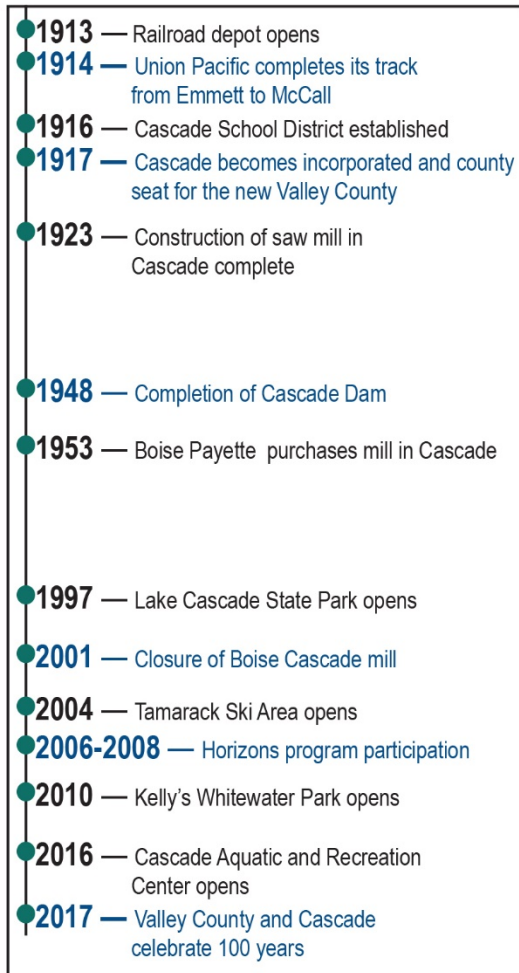 1913 — Railroad depot opens
1914 — Union Pacific completes its track
from Emmett to McCall
1916 — Cascade School District established
1917 — Cascade becomes incorporated and county
seat for the new Valley County
1923 — Construction of saw mill in
Cascade complete
1948 — Completion of Cascade Dam
1953 — Boise Payette purchases mill in Cascade
1997 — Lake Cascade State Park opens
2001 — Closure of Boise Cascade mill
2004 — Tamarack Ski Area opens
2006-2008 — Horizons program participation
2010 — Kelly’s Whitewater Park opens
2016 — Cascade Aquatic and Recreation
Center opens
2017 — Valley County and Cascade
celebrate 100 years